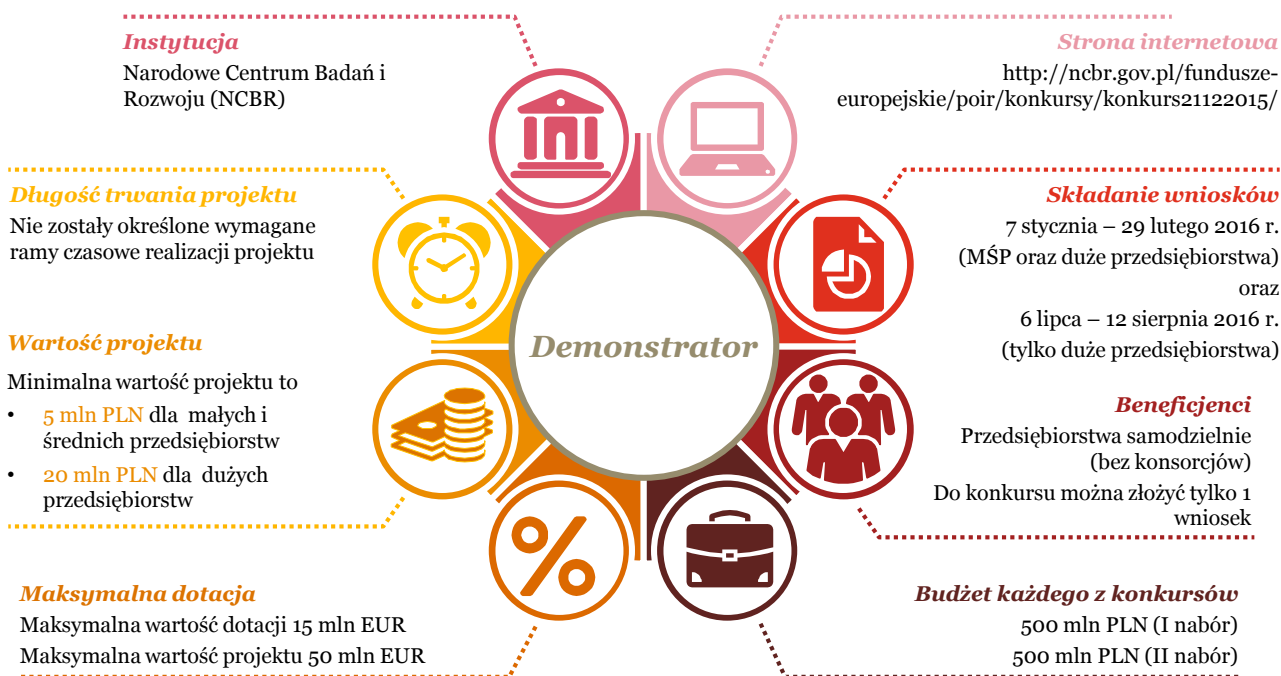 Instytucja
Narodowe Centrum Badań i
Rozwoju (NCBR)
Strona internetowa
http://ncbr.gov.pl/fundusze-
europejskie/poir/konkursy/konkurs21122015/
Długość trwania projektu
Nie zostały określone wymagane
ramy czasowe realizacji projektu
Składanie wniosków
7 stycznia – 29 lutego 2016 r.
(MŚP oraz duże przedsiębiorstwa)
oraz
6 lipca – 12 sierpnia 2016 r.
(tylko duże przedsiębiorstwa)
Demonstrator
Wartość projektu
Minimalna wartość projektu to
• 5 mln PLN dla małych i
średnich przedsiębiorstw
• 20 mln PLN dla dużych
przedsiębiorstw
Beneficjenci
Przedsiębiorstwa samodzielnie
(bez konsorcjów)
Do konkursu można złożyć tylko 1
wniosek
Maksymalna dotacja
Maksymalna wartość dotacji 15 mln EUR
Maksymalna wartość projektu 50 mln EUR
Budżet każdego z konkursów
500 mln PLN (I nabór)
500 mln PLN (II nabór)